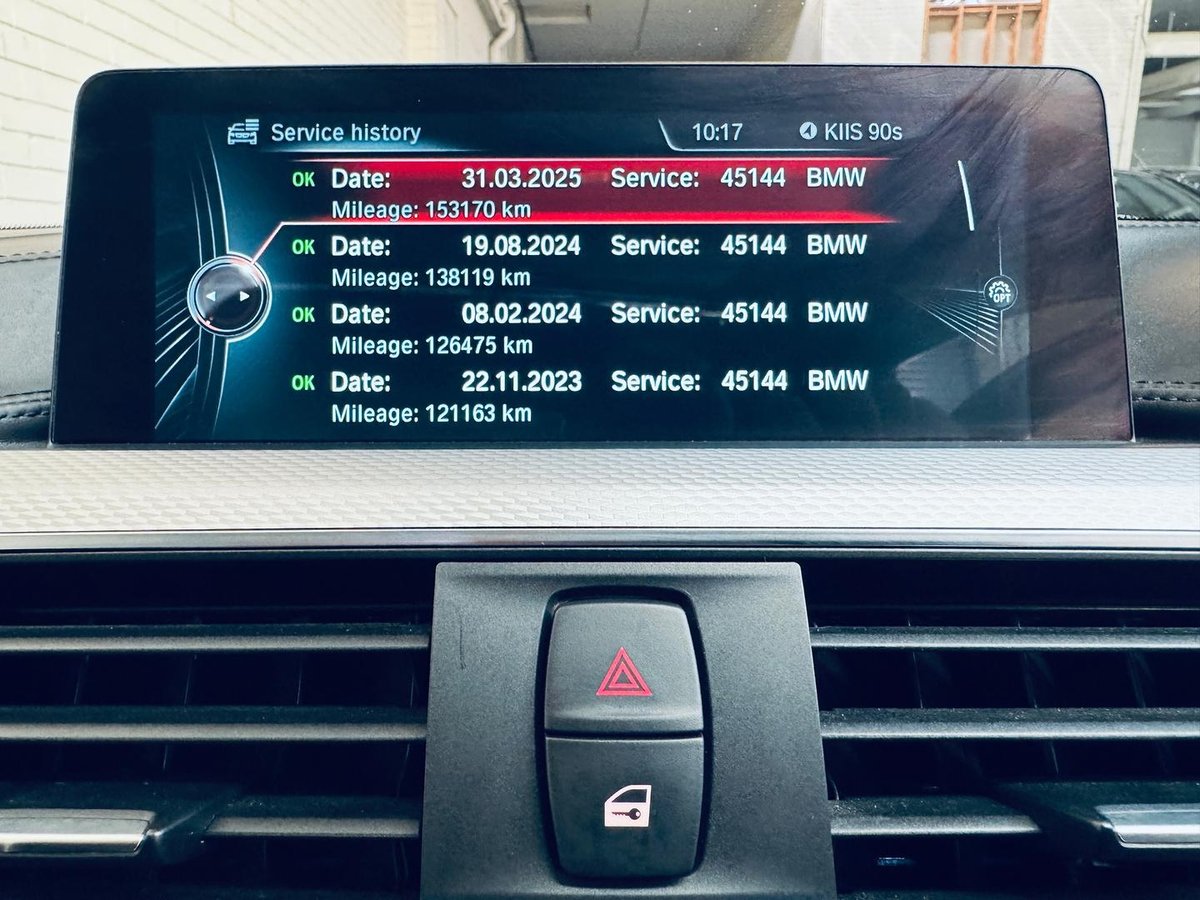 Service history 10:17 KIIS 90s
OK Date: 31.03.2025 Service: 45144 BMW
Mileage: 153170 km
OK Date: 19.08.2024 Service: 45144 BMW
Mileage: 138119 km
OK Date: 08.02.2024 Service: 45144 BMW
Mileage: 126475 km
OK Date: 22.11.2023 Service: 45144 BMW
Mileage: 121163 km
OPT